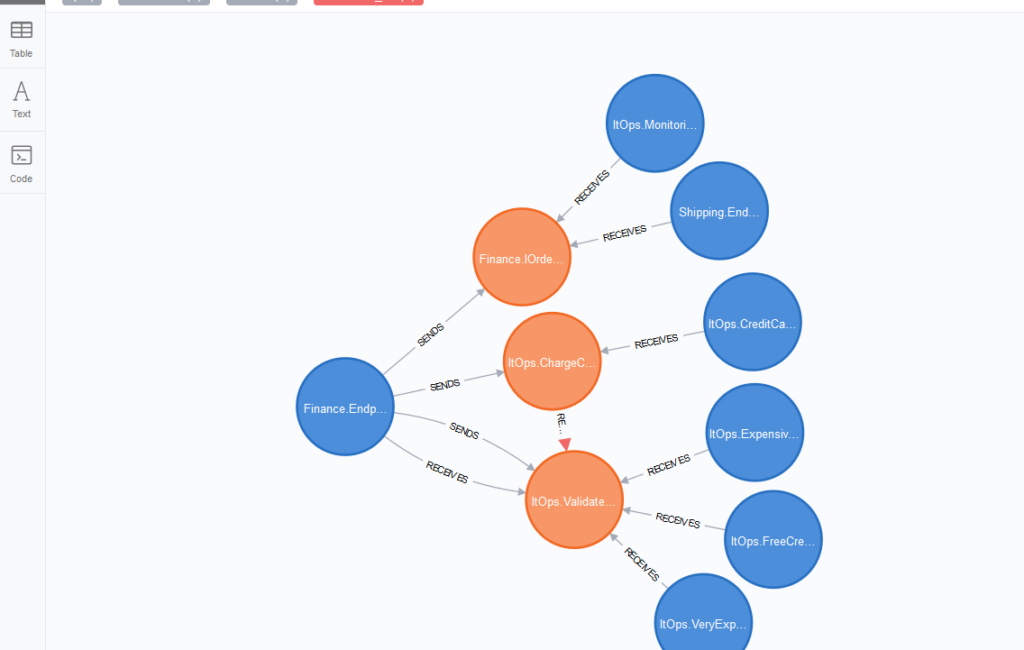 Table
Text
Code
ItOps.Monitori...
RECEIVES
Shipping.End...
RECEIVES
Finance.IOrde...
ItOps.CreditCa...
SENDS
RECEIVES
ItOps.ChargeC...
SENDS
Finance.Endp...
RE...
SENDS
ItOps.Expensiv...
RECEIVES
RECEIVES
ItOps.Validate...
RECEIVES
ItOps.FreeCre...
RECEIVES
ItOps.VeryExp...